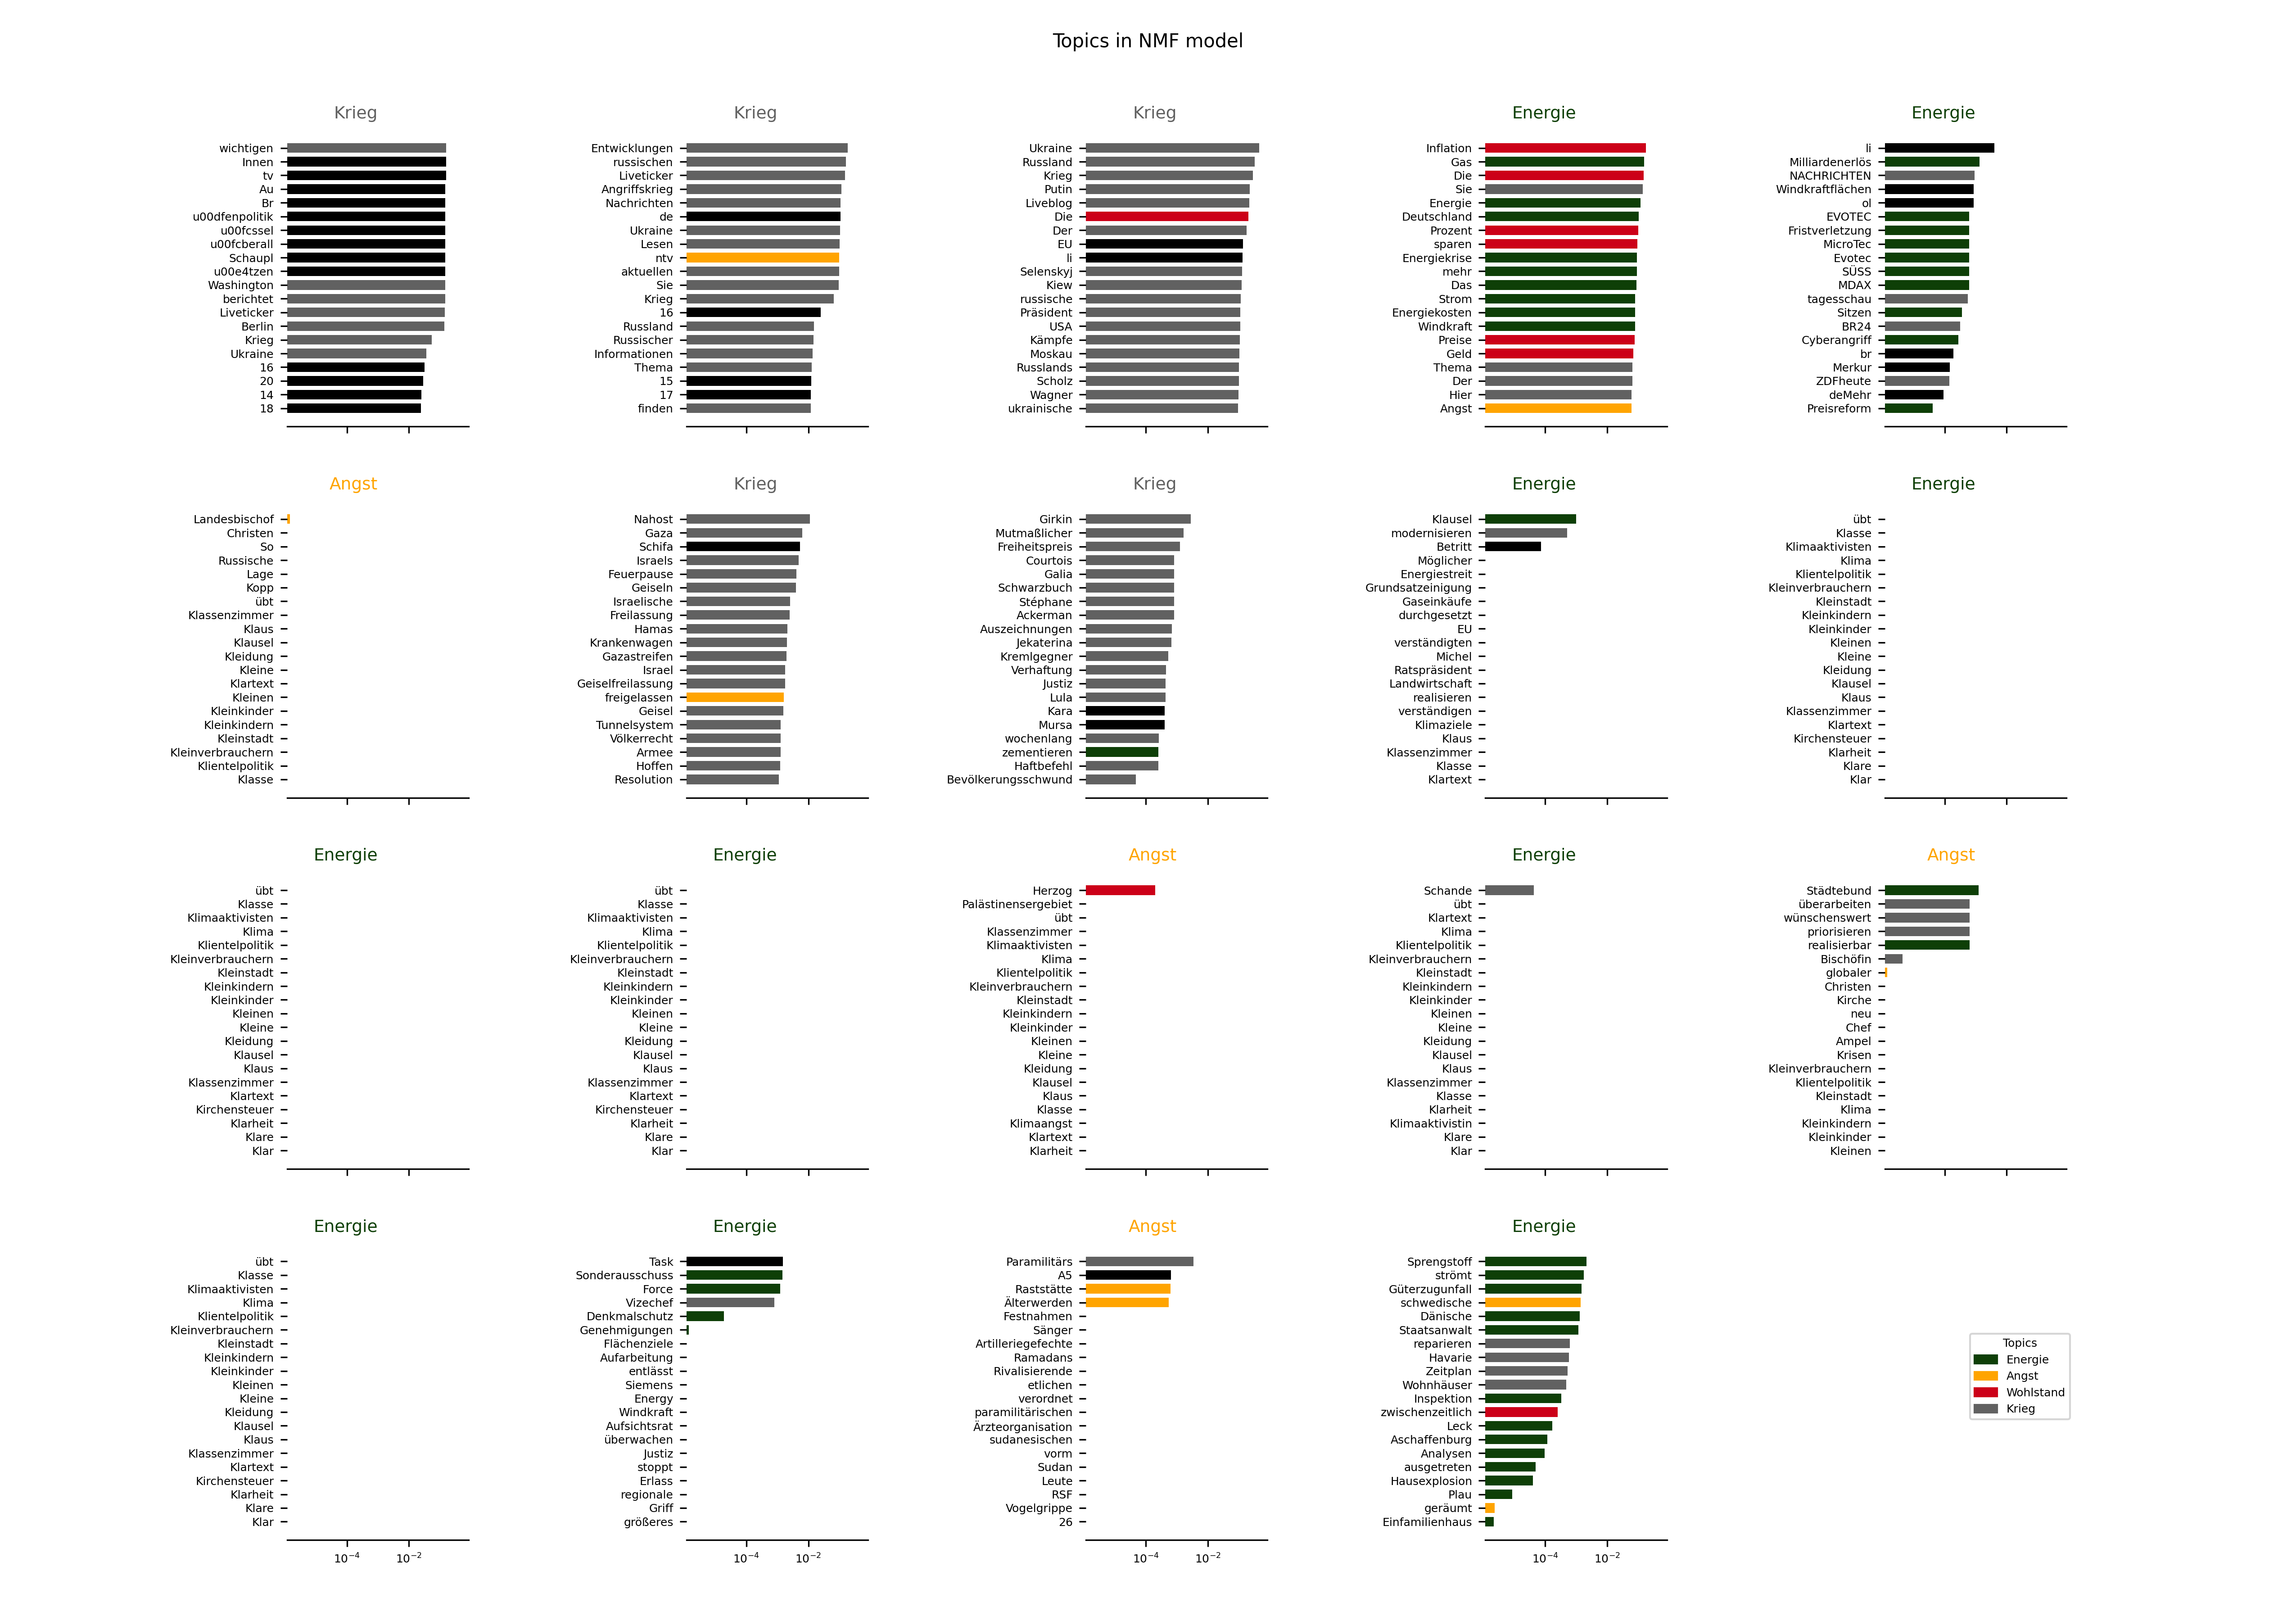 Topics in NMF model
Krieg
wichtigen
Innen
tv
Au
Br
u00dfenpolitik
u00fcssel
u00fcberall
Schaupl
u00e4tzen
Washington
berichtet
Liveticker
Berlin
Krieg
Ukraine
16
20
14
18
Krieg
Entwicklungen
russischen
Liveticker
Angriffskrieg
Nachrichten
de
Ukraine
Lesen
ntv
aktuellen
Sie
Krieg
16
Russland
Russischer
Informationen
Thema
15
17
finden
Krieg
Ukraine
Russland
Krieg
Putin
Liveblog
Die
Der
EU
li
Selenskyj
Kiew
russische
Präsident
USA
Kämpfe
Moskau
Russlands
Scholz
Wagner
ukrainische
Energie
Inflation
Gas
Die
Sie
Energie
Deutschland
Prozent
sparen
Energiekrise
mehr
Das
Strom
Energiekosten
Windkraft
Preise
Geld
Thema
Der
Hier
Angst
Energie
li
Milliardenerlös
NACHRICHTEN
Windkraftflächen
ol
EVOTEC
Fristverletzung
MicroTec
Evotec
SÜSS
MDAX
tagesschau
Sitzen
BR24
Cyberangriff
br
Merkur
ZDFheute
deMehr
Preisreform
Angst
Landesbischof
Christen
So
Russische
Lage
Kopp
übt
Klassenzimmer
Klaus
Klausel
Kleidung
Kleine
Klartext
Kleinen
Kleinkinder
Kleinkindern
Kleinstadt
Kleinverbrauchern
Klientelpolitik
Klasse
Krieg
Nahost
Gaza
Schifa
Israels
Feuerpause
Geiseln
Israelische
Freilassung
Hamas
Krankenwagen
Gazastreifen
Israel
Geiselfreilassung
freigelassen
Geisel
Tunnelsystem
Völkerrecht
Armee
Hoffen
Resolution
Krieg
Girkin
Mutmaßlicher
Freiheitspreis
Courtois
Galia
Schwarzbuch
Stéphane
Ackerman
Auszeichnungen
Jekaterina
Kremlgegner
Verhaftung
Justiz
Lula
Kara
Mursa
wochenlang
zementieren
Haftbefehl
Bevölkerungsschwund
Energie
Klausel
modernisieren
Betritt
Möglicher
Energiestreit
Grundsatzeinigung
Gaseinkäufe
durchgesetzt
EU
verständigten
Michel
Ratspräsident
Landwirtschaft
realisieren
verständigen
Klimaziele
Klaus
Klassenzimmer
Klasse
Klartext
Energie
übt
Klasse
Klimaaktivisten
Klima
Klientelpolitik
Kleinverbrauchern
Kleinstadt
Kleinkindern
Kleinkinder
Kleinen
Kleine
Kleidung
Klausel
Klaus
Klassenzimmer
Klartext
Kirchensteuer
Klarheit
Klare
Klar
Energie
übt
Klasse
Klimaaktivisten
Klima
Klientelpolitik
Kleinverbrauchern
Kleinstadt
Kleinkindern
Kleinkinder
Kleinen
Kleine
Kleidung
Klausel
Klaus
Klassenzimmer
Klartext
Kirchensteuer
Klarheit
Klare
Klar
Energie
übt
Klasse
Klimaaktivisten
Klima
Klientelpolitik
Kleinverbrauchern
Kleinstadt
Kleinkindern
Kleinkinder
Kleinen
Kleine
Kleidung
Klausel
Klaus
Klassenzimmer
Klartext
Kirchensteuer
Klarheit
Klare
Klar
Angst
Herzog
Palästinensergebiet
übt
Klassenzimmer
Klimaaktivisten
Klima
Klientelpolitik
Kleinverbrauchern
Kleinstadt
Kleinkindern
Kleinkinder
Kleinen
Kleine
Kleidung
Klausel
Klaus
Klasse
Klimaangst
Klartext
Klarheit
Energie
Schande
übt
Klartext
Klima
Klientelpolitik
Kleinverbrauchern
Kleinstadt
Kleinkindern
Kleinkinder
Kleinen
Kleine
Kleidung
Klausel
Klaus
Klassenzimmer
Klasse
Klarheit
Klimaaktivistin
Klare
Klar
Angst
Städtebund
überarbeiten
wünschenswert
priorisieren
realisierbar
Bischöfin
globaler
Christen
Kirche
neu
Chef
Ampel
Krisen
Kleinverbrauchern
Klientelpolitik
Kleinstadt
Klima
Kleinkindern
Kleinkinder
Kleinen
Energie
übt
Klasse
Klimaaktivisten
Klima
Klientelpolitik
Kleinverbrauchern
Kleinstadt
Kleinkindern
Kleinkinder
Kleinen
Kleine
Kleidung
Klausel
Klaus
Klassenzimmer
Klartext
Kirchensteuer
Klarheit
Klare
Klar
10⁻⁴ 10⁻²
Energie
Task
Sonderausschuss
Force
Vizechef
Denkmalschutz
Genehmigungen
Flächenziele
Aufarbeitung
entlässt
Siemens
Energy
Windkraft
Aufsichtsrat
überwachen
Justiz
stoppt
Erlass
regionale
Griff
größeres
10⁻⁴ 10⁻²
Angst
Paramilitärs
A5
Raststätte
Älterwerden
Festnahmen
Sänger
Artilleriegefechte
Ramadans
Rivalisierende
etlichen
verordnet
paramilitärischen
Ärzteorganisation
sudanesischen
vorm
Sudan
Leute
RSF
Vogelgrippe
26
10⁻⁴ 10⁻²
Energie
Sprengstoff
strömt
Güterzugunfall
schwedische
Dänische
Staatsanwalt
reparieren
Havarie
Zeitplan
Wohnhäuser
Inspektion
zwischenzeitlich
Leck
Aschaffenburg
Analysen
ausgetreten
Hausexplosion
Plau
geräumt
Einfamilienhaus
10⁻⁴ 10⁻²
Topics
Energie
Angst
Wohlstand
Krieg